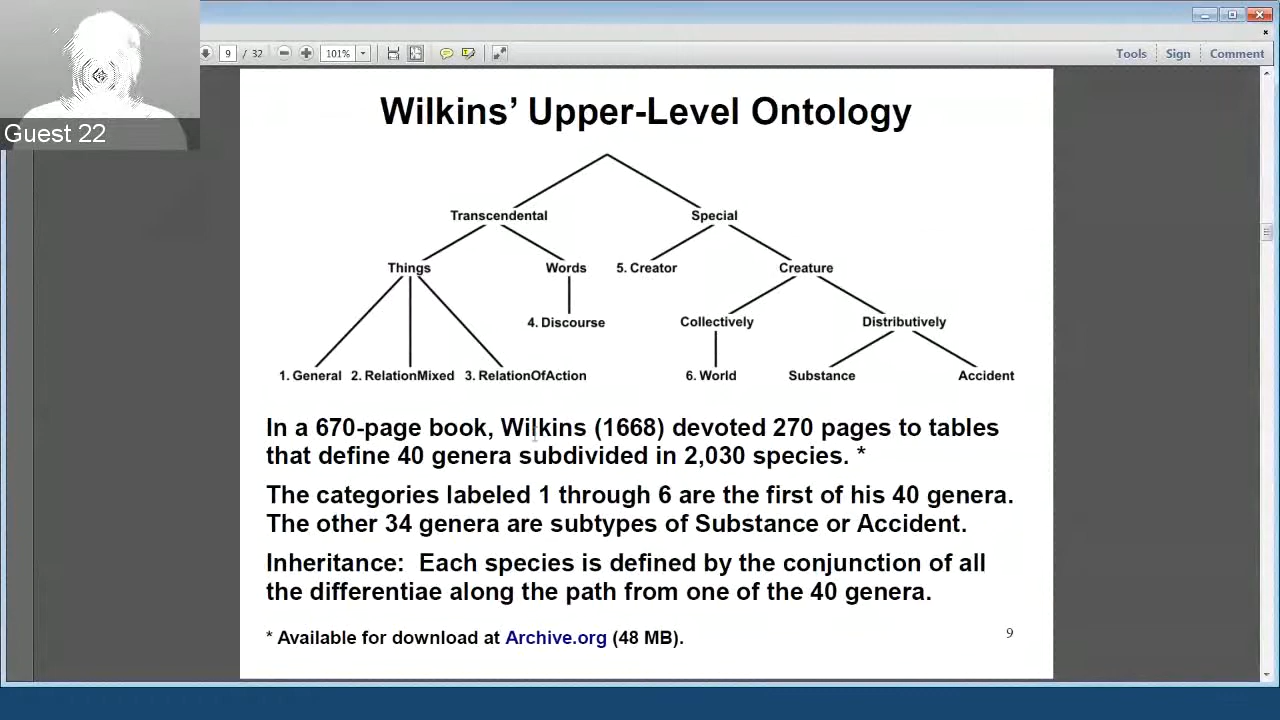 9 / 32 101% Tools Sign Comment
Guest 22
Wilkins’ Upper-Level Ontology
Transcendental Special
Things Words 5. Creator Creature
4. Discourse Collectively Distributively
1. General 2. RelationMixed 3. RelationOfAction 6. World Substance Accident
In a 670-page book, Wilkins (1668) devoted 270 pages to tables
that define 40 genera subdivided in 2,030 species. *
The categories labeled 1 through 6 are the first of his 40 genera.
The other 34 genera are subtypes of Substance or Accident.
Inheritance: Each species is defined by the conjunction of all
the differentiae along the path from one of the 40 genera.
* Available for download at Archive.org (48 MB).
9